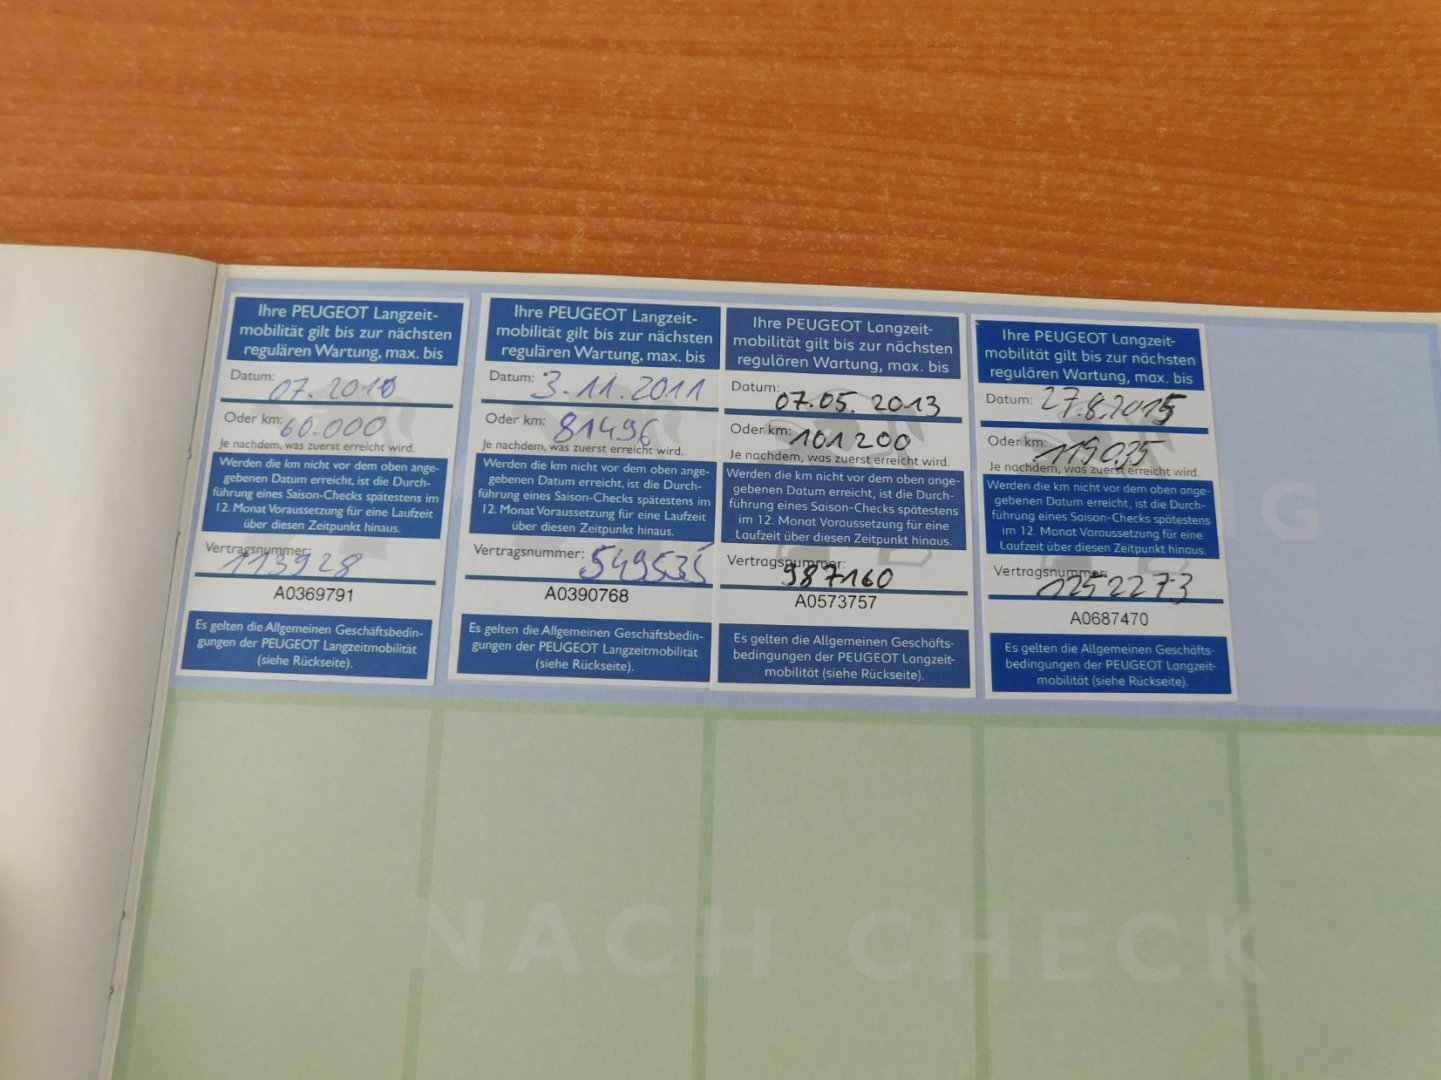 Ihre PEUGEOT Langzeit-
mobilität gilt bis zur nächsten
regulären Wartung, max. bis
Datum: 07.2010
Oder km: 60.000
Je nachdem, was zuerst erreicht wird.
Werden die km nicht vor dem oben ange-
gebenen Datum erreicht, ist die Durch-
führung eines Saison-Checks spätestens im
12. Monat Voraussetzung für eine Laufzeit
über diesen Zeitpunkt hinaus.
Vertragsnummer:
113928
A0369791
Es gelten die Allgemeinen Geschäftsbedin-
gungen der PEUGEOT Langzeitmobilität
(siehe Rückseite).
Ihre PEUGEOT Langzeit-
mobilität gilt bis zur nächsten
regulären Wartung, max. bis
Datum: 3.11.2011
Oder km: 81496
Je nachdem, was zuerst erreicht wird.
Werden die km nicht vor dem oben ange-
gebenen Datum erreicht, ist die Durch-
führung eines Saison-Checks spätestens im
12. Monat Voraussetzung für eine Laufzeit
über diesen Zeitpunkt hinaus.
Vertragsnummer: 549535
A0390768
Es gelten die Allgemeinen Geschäftsbedin-
gungen der PEUGEOT Langzeitmobilität
(siehe Rückseite).
Ihre PEUGEOT Langzeit-
mobilität gilt bis zur nächsten
regulären Wartung, max. bis
Datum: 07.05. 2013
Oder km: 101200
Je nachdem, was zuerst erreicht wird.
Werden die km nicht vor dem oben ange-
gebenen Datum erreicht, ist die Durch-
führung eines Saison-Checks spätestens
im 12. Monat Voraussetzung für eine
Laufzeit über diesen Zeitpunkt hinaus.
Vertragsnummer:
987160
A0573757
Es gelten die Allgemeinen Geschäfts-
bedingungen der PEUGEOT Langzeit-
mobilität (siehe Rückseite).
Ihre PEUGEOT Langzeit-
mobilität gilt bis zur nächsten
regulären Wartung, max. bis
Datum: 27.8.2015
Oder km: 119035
Je nachdem, was zuerst erreicht wird.
Werden die km nicht vor dem oben ange-
gebenen Datum erreicht, ist die Durch-
führung eines Saison-Checks spätestens
im 12. Monat Voraussetzung für eine
Laufzeit über diesen Zeitpunkt hinaus.
Vertragsnummer:
1252273
A0687470
Es gelten die Allgemeinen Geschäfts-
bedingungen der PEUGEOT Langzeit-
mobilität (siehe Rückseite).
NACH CHECK